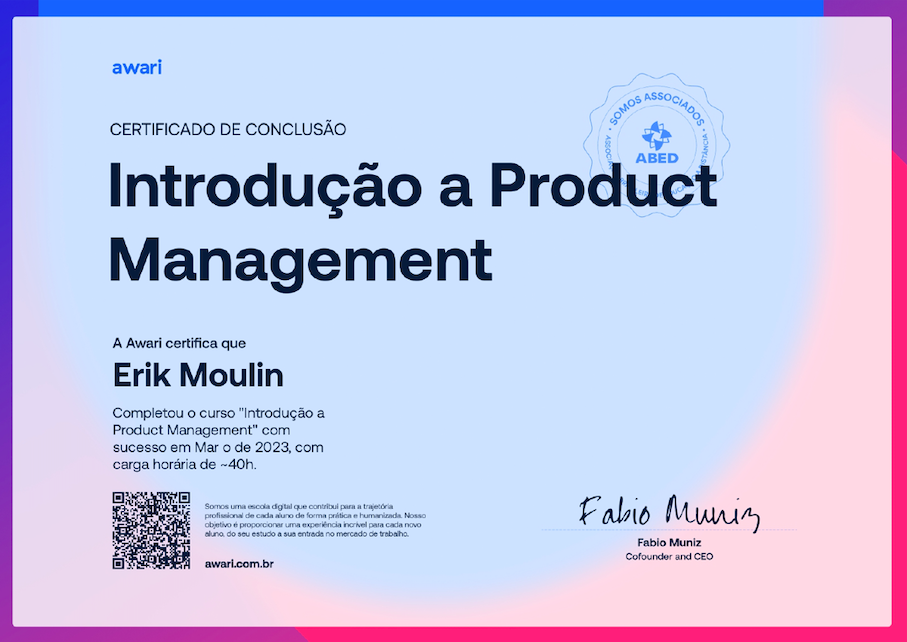 awari
CERTIFICADO DE CONCLUSÃO
SOMOS ASSOCIADOS
ABED
Introdução a Product
Management
A Awari certifica que
Erik Moulin
Completou o curso "Introdução a
Product Management" com
sucesso em Mar o de 2023, com
carga horária de ~40h.
Somos uma escola digital que contribui para a trajetória
profissional de cada aluno de forma prática e humanizada. Nosso
objetivo é proporcionar uma experiência incrível para cada novo
aluno, do seu estudo a sua entrada no mercado de trabalho.
awari.com.br
Fabio Muniz
Fabio Muniz
Cofounder and CEO